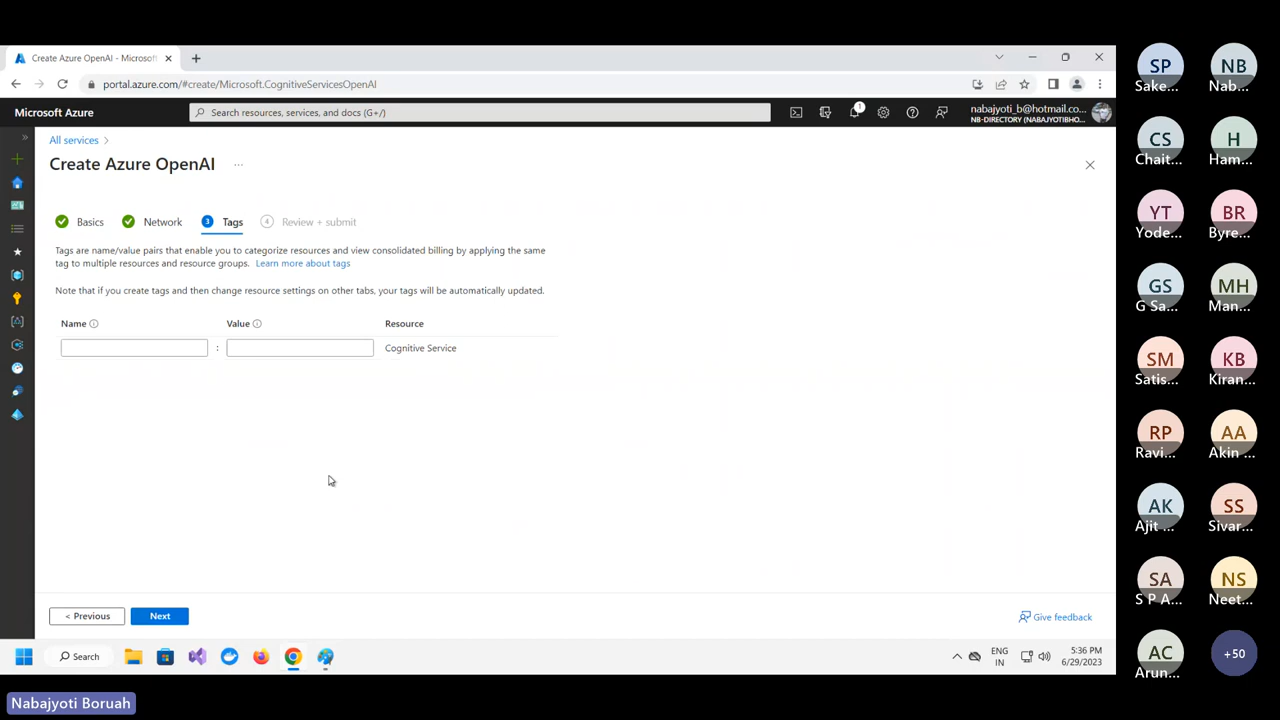 Create Azure OpenAI - Microsof
portal.azure.com/#create/Microsoft.CognitiveServicesOpenAI
Microsoft Azure
Search resources, services, and docs (G+/)
1
nabajyoti_b@hotmail.co...
NB-DIRECTORY (NABAJYOTIBHO...
All services >
Create Azure OpenAI ...
Basics
Network
3 Tags
4 Review + submit
Tags are name/value pairs that enable you to categorize resources and view consolidated billing by applying the same
tag to multiple resources and resource groups. Learn more about tags
Note that if you create tags and then change resource settings on other tabs, your tags will be automatically updated.
Name
Value
Resource
:
Cognitive Service
< Previous
Next
Give feedback
Search
ENG
IN
5:36 PM
6/29/2023
SP
Sake...
NB
Nab...
CS
Chait...
H
Ham...
YT
Yode...
BR
Byre...
GS
G Sa...
MH
Man...
SM
Satis...
KB
Kiran...
RP
Ravi...
AA
Akin ...
AK
Ajit ...
SS
Sivar...
SA
S P A...
NS
Neet...
AC
Arun...
+50
Nabajyoti Boruah